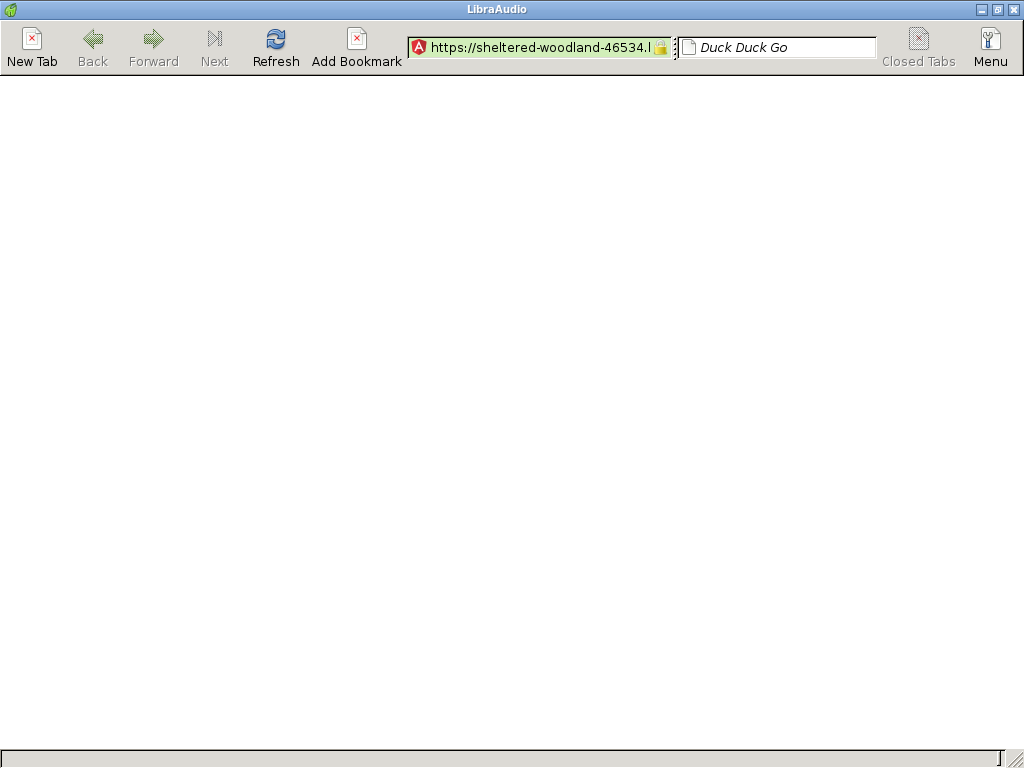 LibraAudio
New Tab
Back
Forward
Next
Refresh
Add Bookmark
https://sheltered-woodland-46534.
Duck Duck Go
Closed Tabs
Menu